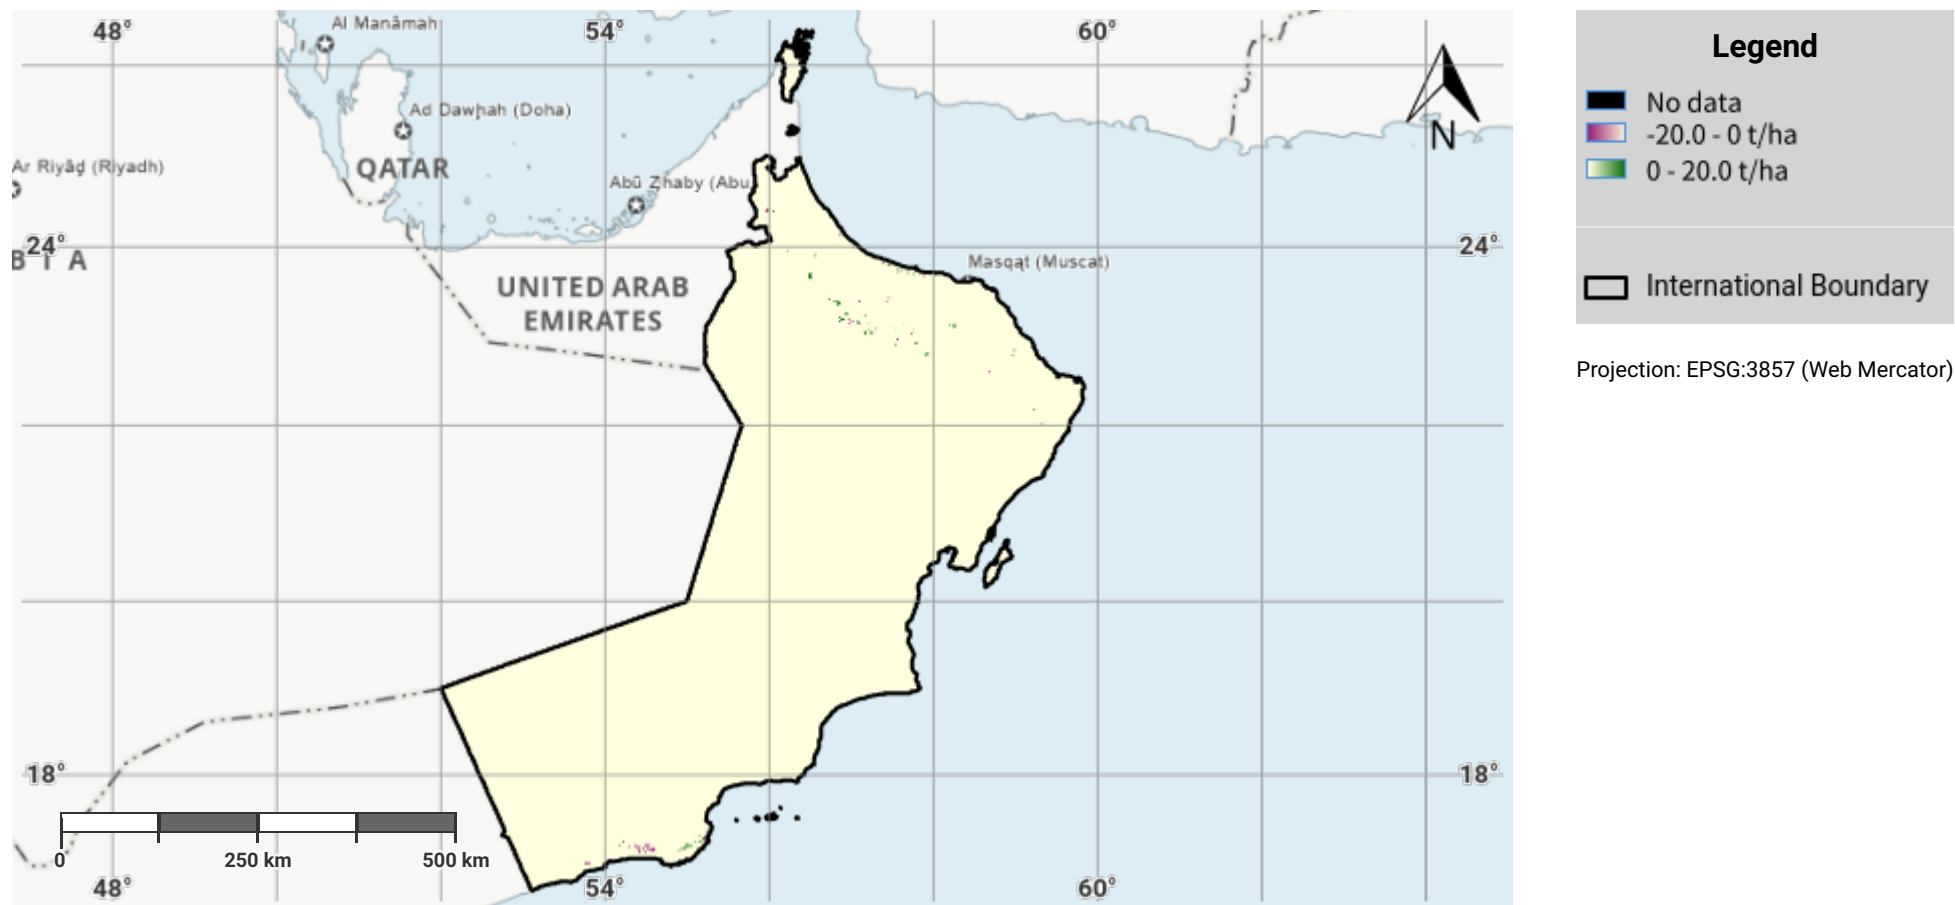 48°
54°
60°
Al Manāmah
Ad Dawḩah (Doha)
QATAR
Ar Riyāḑ (Riyadh)
Abū Z̧haby (Abu
24°
24°
B I A
Masqaţ (Muscat)
UNITED ARAB
EMIRATES
N
18°
18°
0
250 km
500 km
48°
54°
60°
Legend
No data
-20.0 - 0 t/ha
0 - 20.0 t/ha
International Boundary
Projection: EPSG:3857 (Web Mercator)